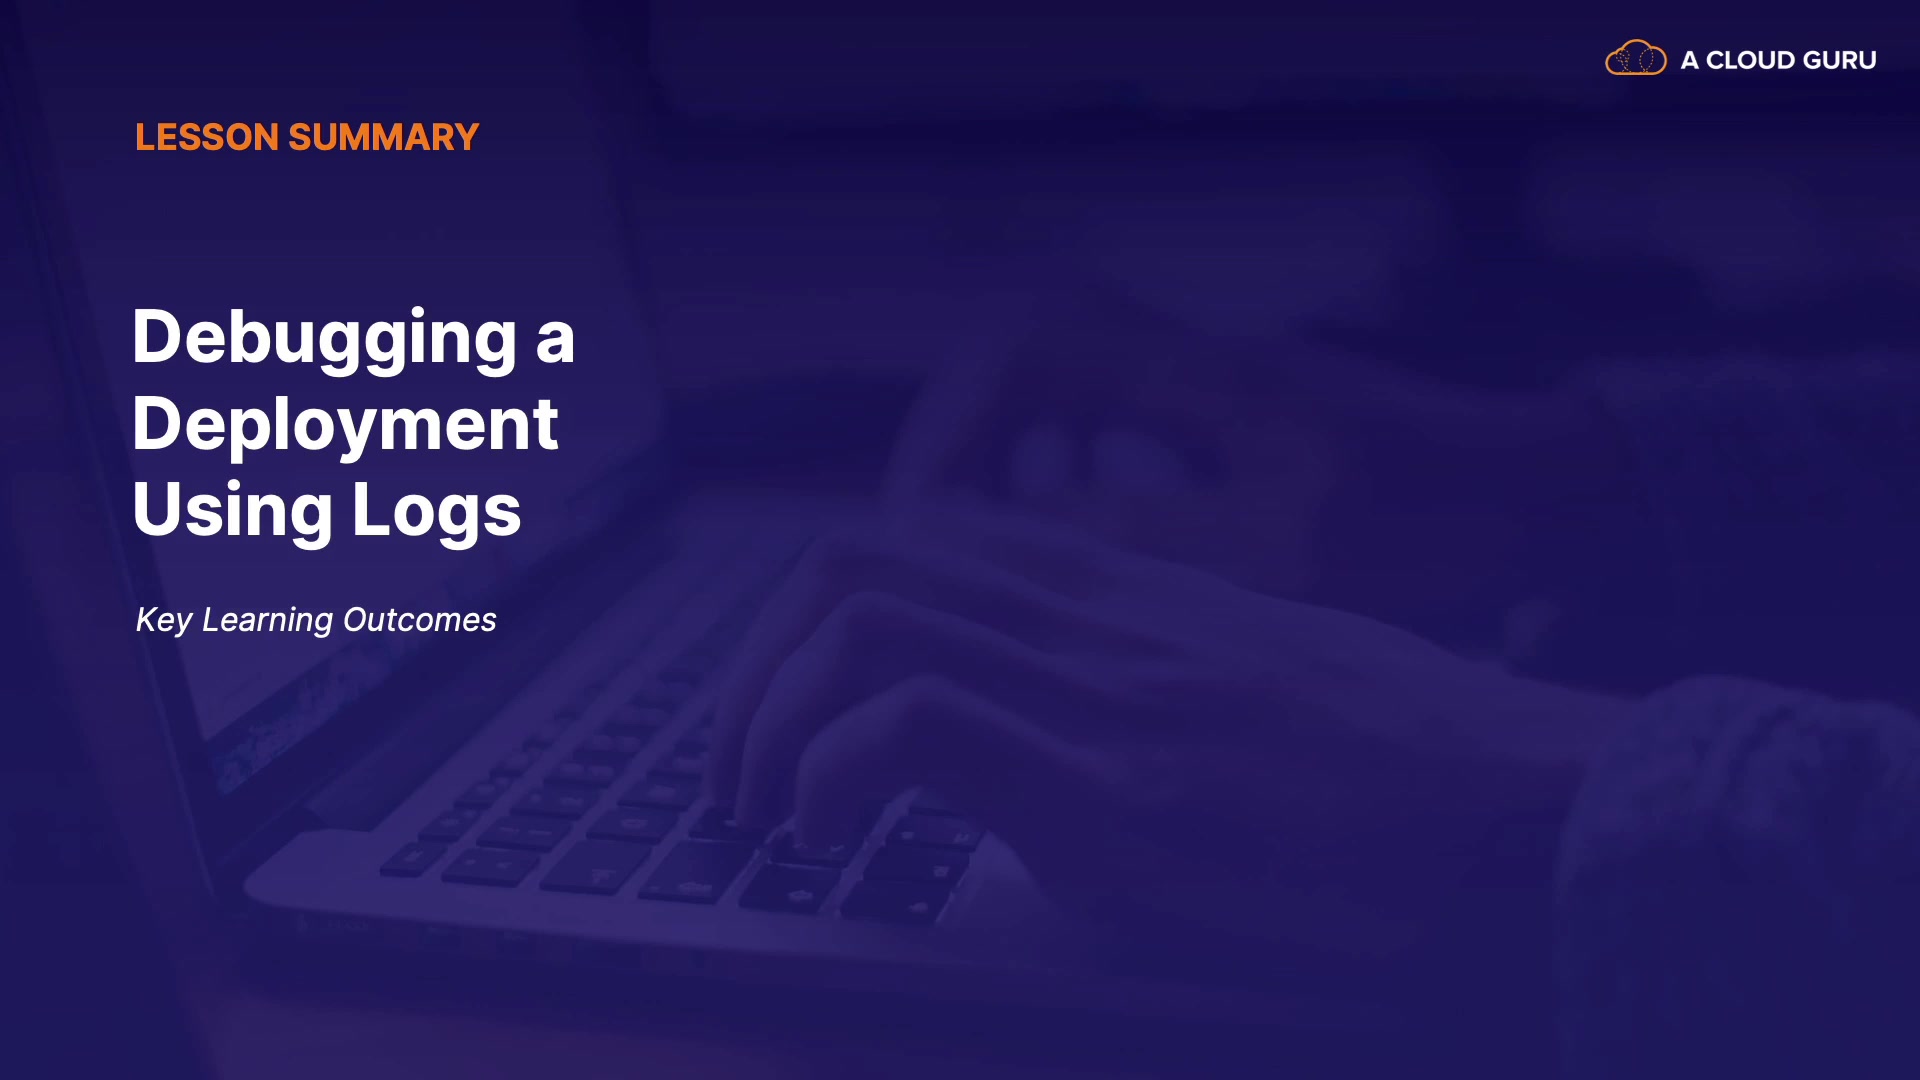 A CLOUD GURU
LESSON SUMMARY
Debugging a
Deployment
Using Logs
Key Learning Outcomes